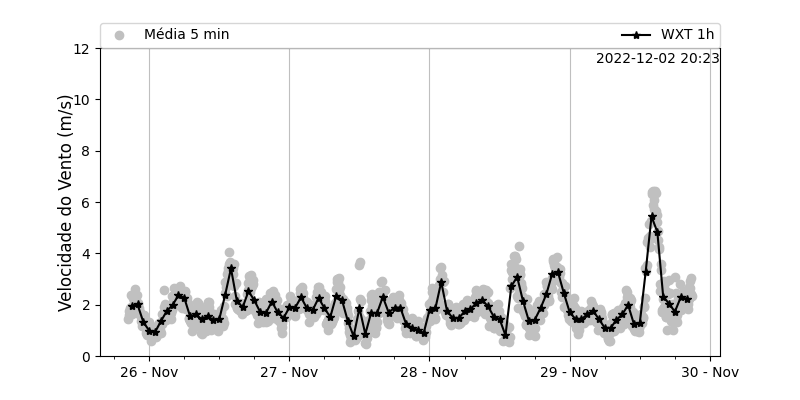 Média 5 min
WXT 1h
2022-12-02 20:23
Velocidade do Vento (m/s)
12
10
8
6
4
2
0
26 - Nov
27 - Nov
28 - Nov
29 - Nov
30 - Nov